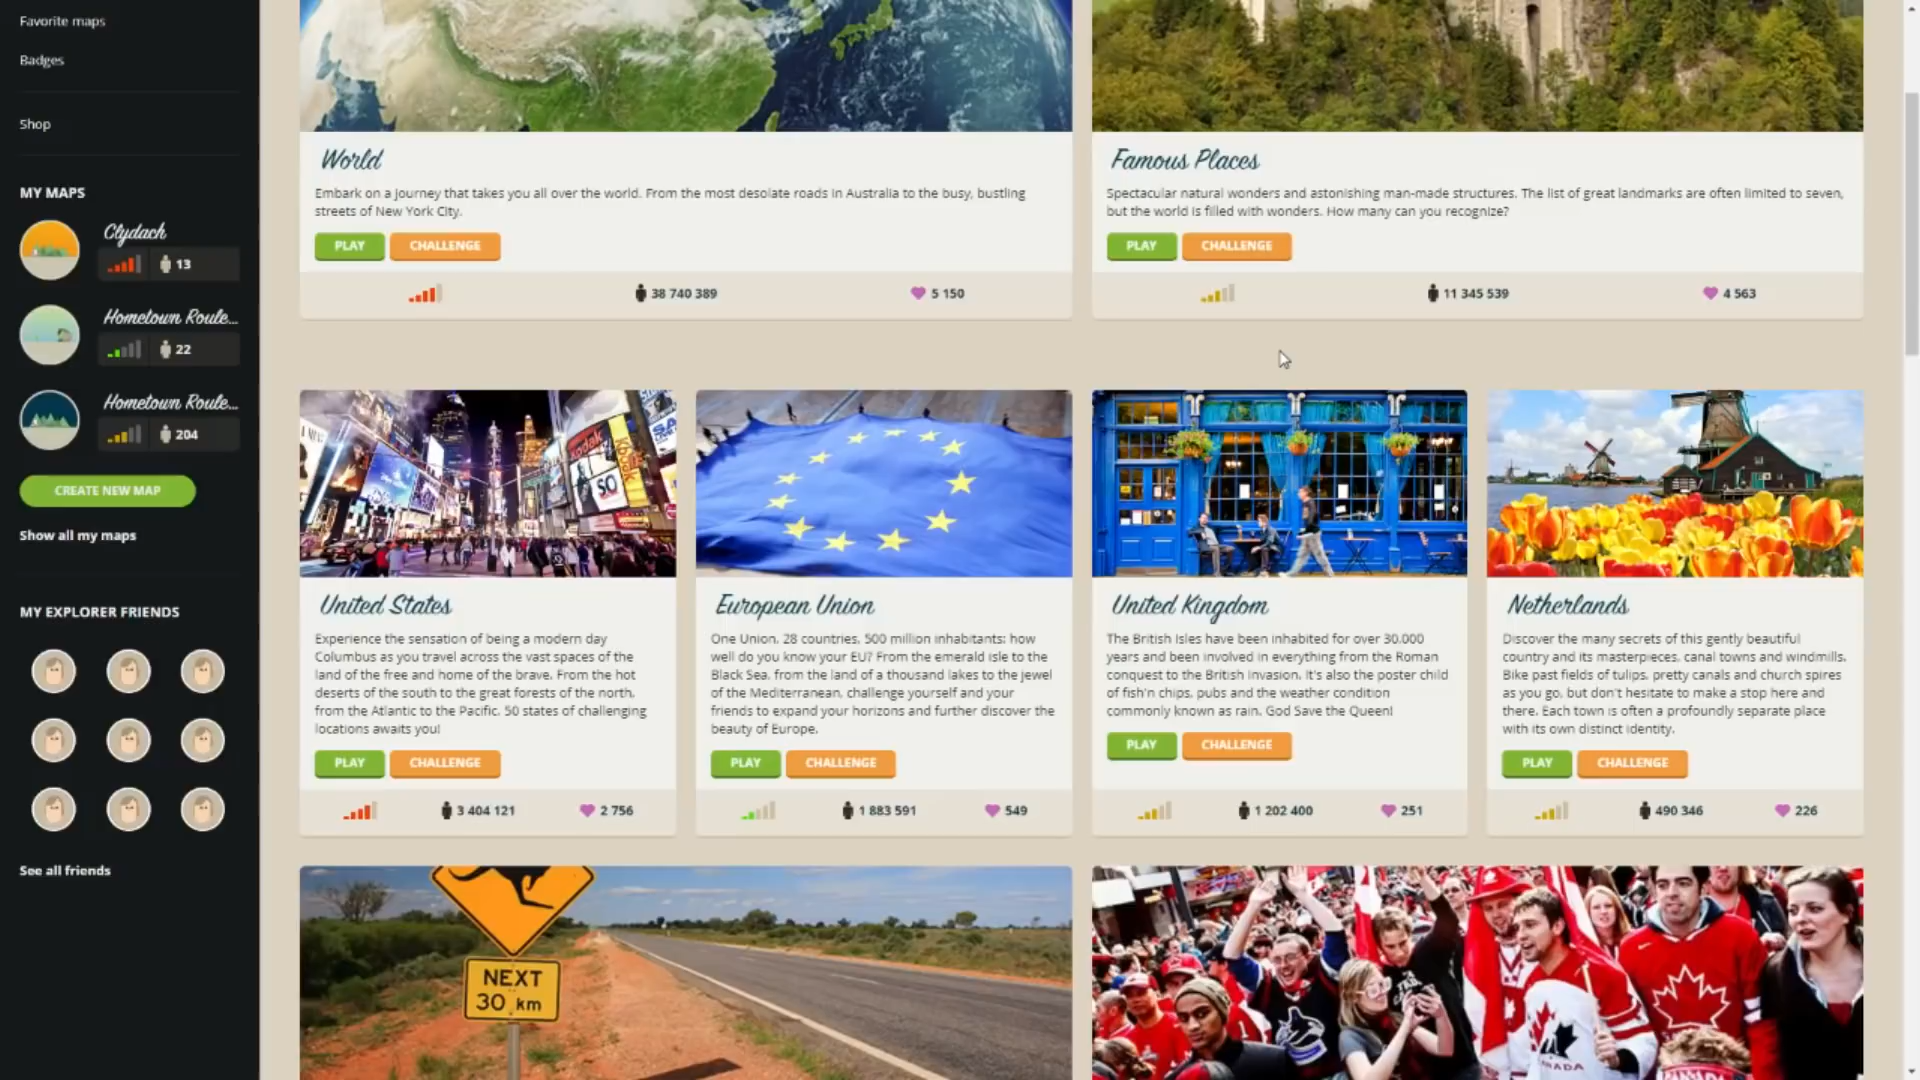 Favorite maps
Badges
Shop
MY MAPS
Clydach
13
Hometown Roule...
22
Hometown Roule...
204
CREATE NEW MAP
Show all my maps
MY EXPLORER FRIENDS
See all friends
World
Embark on a journey that takes you all over the world. From the most desolate roads in Australia to the busy, bustling
streets of New York City.
PLAY CHALLENGE
38 740 389 5 150
Famous Places
Spectacular natural wonders and astonishing man-made structures. The list of great landmarks are often limited to seven,
but the world is filled with wonders. How many can you recognize?
PLAY CHALLENGE
11 345 539 4 563
Kodak
SO
United States
Experience the sensation of being a modern day
Columbus as you travel across the vast spaces of the
land of the free and home of the brave. From the hot
deserts of the south to the great forests of the north,
from the Atlantic to the Pacific. 50 states of challenging
locations awaits you!
PLAY CHALLENGE
3 404 121 2 756
European Union
One Union, 28 countries, 500 million inhabitants: how
well do you know your EU? From the emerald isle to the
Black Sea, from the land of a thousand lakes to the jewel
of the Mediterranean, challenge yourself and your
friends to expand your horizons and further discover the
beauty of Europe.
PLAY CHALLENGE
1 883 591 549
United Kingdom
The British Isles have been inhabited for over 30.000
years and been involved in everything from the Roman
conquest to the British Invasion. It's also the poster child
of fish'n chips, pubs and the weather condition
commonly known as rain. God Save the Queen!
PLAY CHALLENGE
1 202 400 251
Netherlands
Discover the many secrets of this gently beautiful
country and its masterpieces, canal towns and windmills.
Bike past fields of tulips, pretty canals and church spires
as you go, but don't hesitate to make a stop here and
there. Each town is often a profoundly separate place
with its own distinct identity.
PLAY CHALLENGE
490 346 226
NEXT
30 km